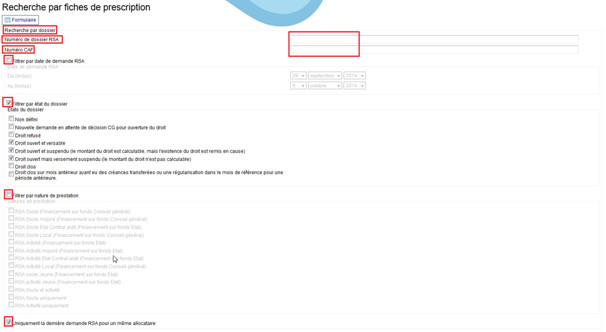 Recherche par fiches de prescription
Formulaire
Recherche par dossier
Numéro de dossier RSA
Numéro CAF
filtrer par date de demande RSA
Date de demande RSA
Du (inclus) 28 septembre 2014
Au (inclus) 5 octobre 2014
Filtrer par état du dossier
Etats du dossier
Non défini
Nouvelle demande en attente de décision CG pour ouverture du droit
Droit refusé
Droit ouvert et versable
Droit ouvert et suspendu (le montant du droit est calculable, mais l'existence du droit est remis en cause)
Droit ouvert mais versement suspendu (le montant du droit n'est pas calculable)
Droit clos
Droit clos sur mois antérieur ayant eu des créances transferées ou une régularisation dans le mois de référence pour une
période antérieure.
Filtrer par nature de prestation
Natures de prestation
RSA Socle (Financement sur fonds Conseil général)
RSA Socle majoré (Financement sur fonds Conseil général)
RSA Socle Etat Contrat aidé (Financement sur fonds Etat)
RSA Socle Local (Financement sur fonds Conseil général)
RSA Activité (Financement sur fonds Etat)
RSA Activité majoré (Financement sur fonds Etat)
RSA Activité Etat Contrat aidé (Financement sur fonds Etat)
RSA Activité Local (Financement sur fonds Conseil général)
RSA socle Jeune (Financement sur fonds Etat)
RSA activité Jeune (Financement sur fonds Etat)
RSA Socle et activité
RSA Socle uniquement
RSA Activité uniquement
Uniquement la dernière demande RSA pour un même allocataire